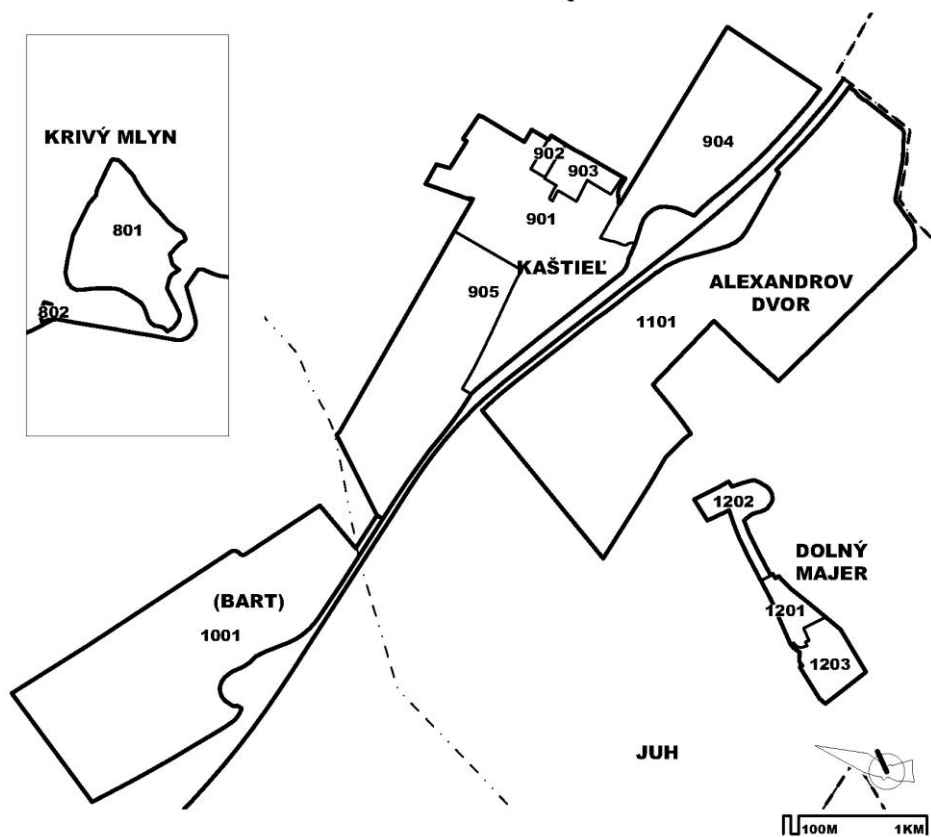 KRIVÝ MLYN
801
802
902
903
901
904
KAŠTIEĽ
905
1101
ALEXANDROV
DVOR
1202
DOLNÝ
MAJER
1201
1203
(BART)
1001
JUH
100M 1KM